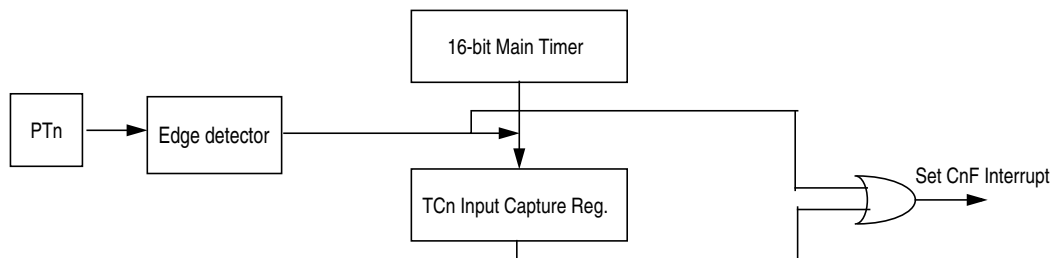 16-bit Main Timer
PTn
Edge detector
TCn Input Capture Reg.
Set CnF Interrupt